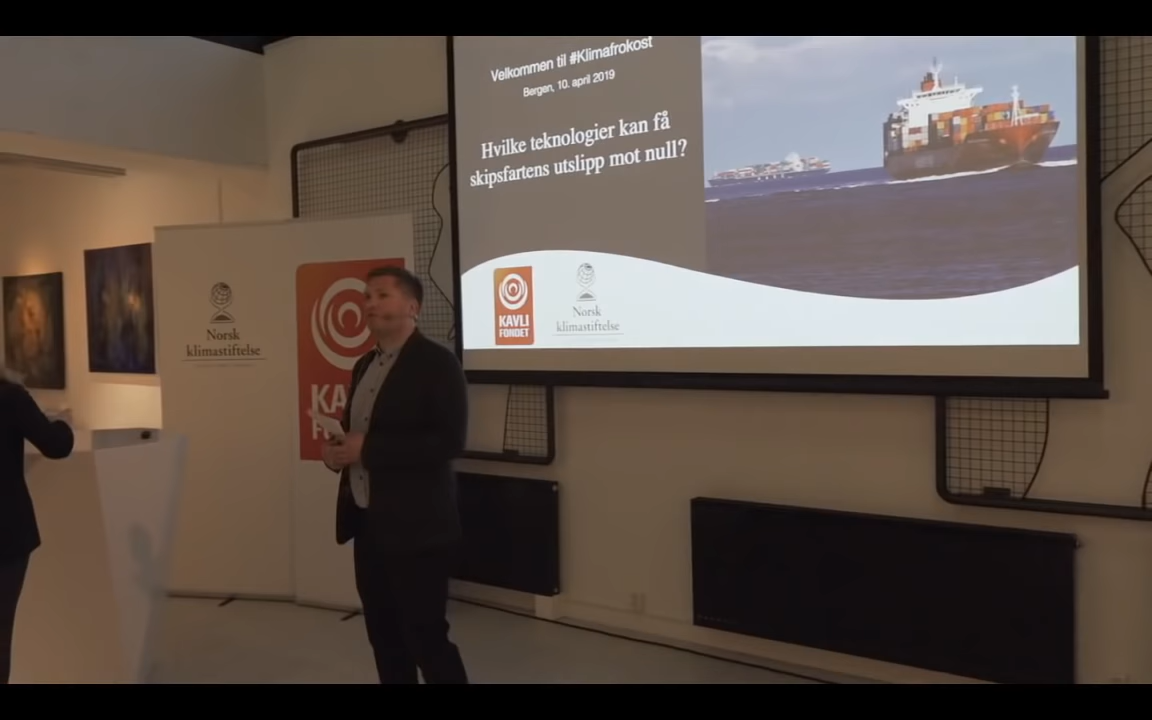 Velkommen til #Klimafrokost
Bergen, 10. april 2019
Hvilke teknologier kan få
skipsfartens utslipp mot null?
KAVLI
FONDET
Norsk
klimastiftelse
Norsk
klimastiftelse